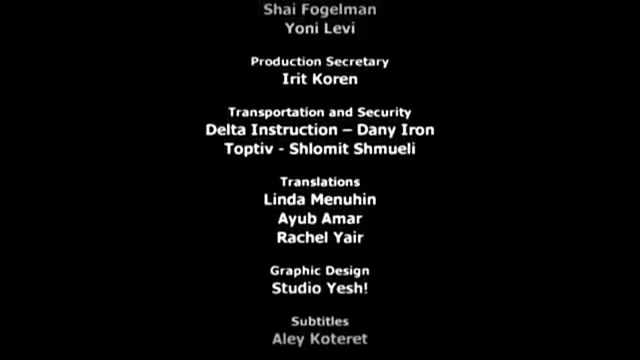 Shai Fogelman
Yoni Levi
Production Secretary
Irit Koren
Transportation and Security
Delta Instruction – Dany Iron
Toptiv - Shlomit Shmueli
Translations
Linda Menuhin
Ayub Amar
Rachel Yair
Graphic Design
Studio Yesh!
Subtitles
Aley Koteret